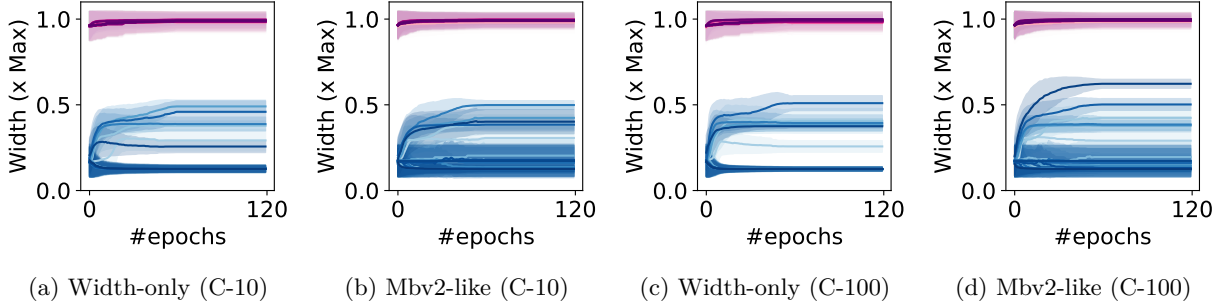 1.0
0.5
0.0
Width (x Max)
0
120
#epochs
(a) Width-only (C-10)
1.0
0.5
0.0
Width (x Max)
0
120
#epochs
(b) Mbv2-like (C-10)
1.0
0.5
0.0
Width (x Max)
0
120
#epochs
(c) Width-only (C-100)
1.0
0.5
0.0
Width (x Max)
0
120
#epochs
(d) Mbv2-like (C-100)